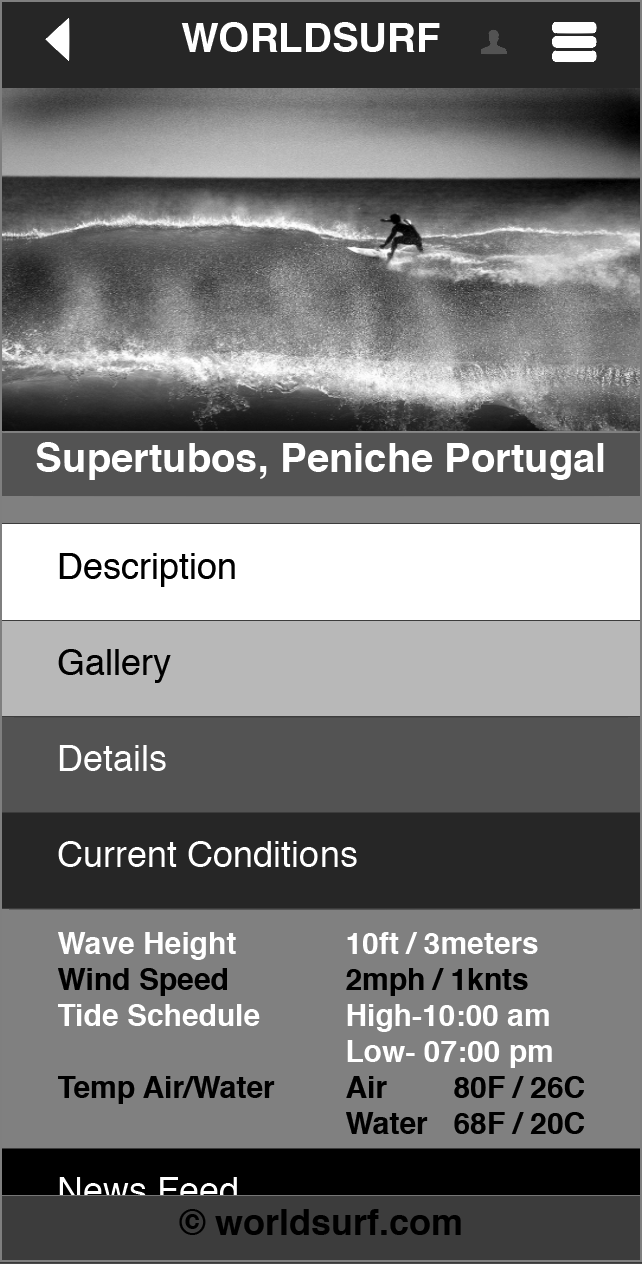 WORLDSURF
Supertubos, Peniche Portugal
Description
Gallery
Details
Current Conditions
Wave Height 10ft / 3meters
Wind Speed 2mph / 1knts
Tide Schedule High-10:00 am
Low- 07:00 pm
Temp Air/Water Air 80F / 26C
Water 68F / 20C
News Feed
© worldsurf.com